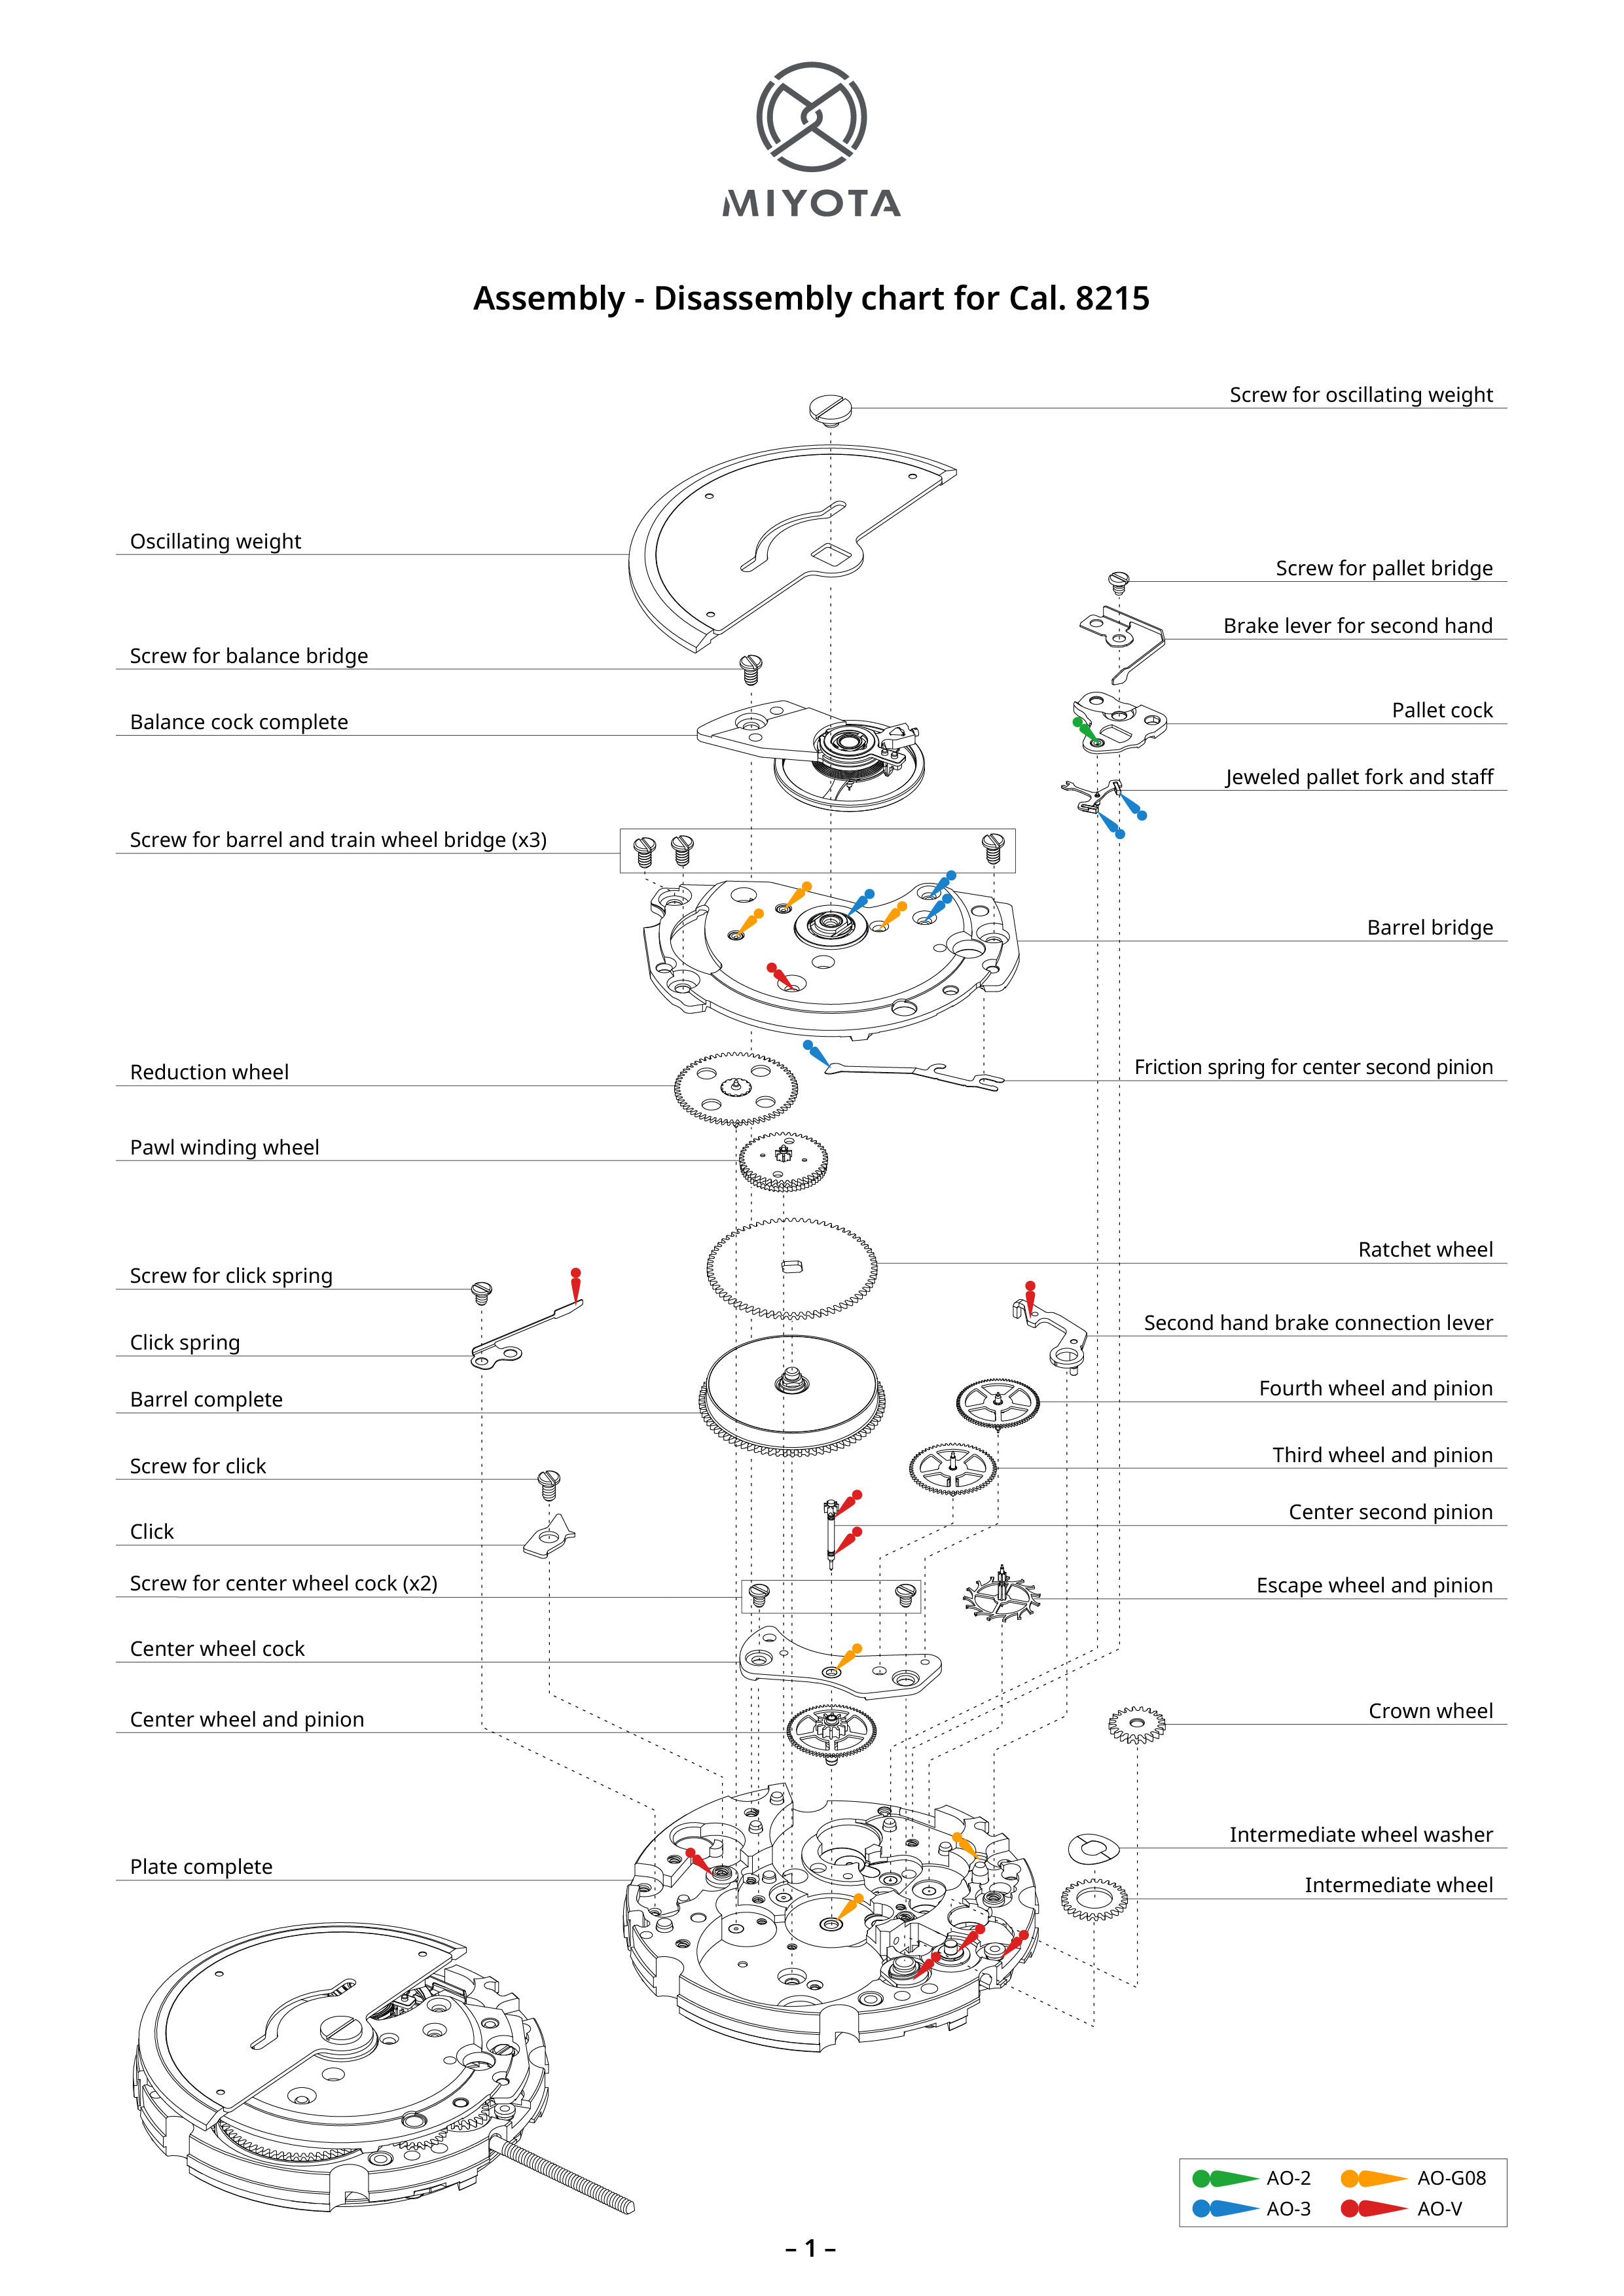 MIYOTA
Assembly - Disassembly chart for Cal. 8215
Screw for oscillating weight
Oscillating weight
Screw for pallet bridge
Brake lever for second hand
Screw for balance bridge
Pallet cock
Balance cock complete
Jeweled pallet fork and staff
Screw for barrel and train wheel bridge (x3)
Barrel bridge
Friction spring for center second pinion
Reduction wheel
Pawl winding wheel
Ratchet wheel
Screw for click spring
Second hand brake connection lever
Click spring
Fourth wheel and pinion
Barrel complete
Third wheel and pinion
Screw for click
Center second pinion
Click
Screw for center wheel cock (x2)
Escape wheel and pinion
Center wheel cock
Crown wheel
Center wheel and pinion
Intermediate wheel washer
Plate complete
Intermediate wheel
AO-2 AO-G08
AO-3 AO-V
– 1 –